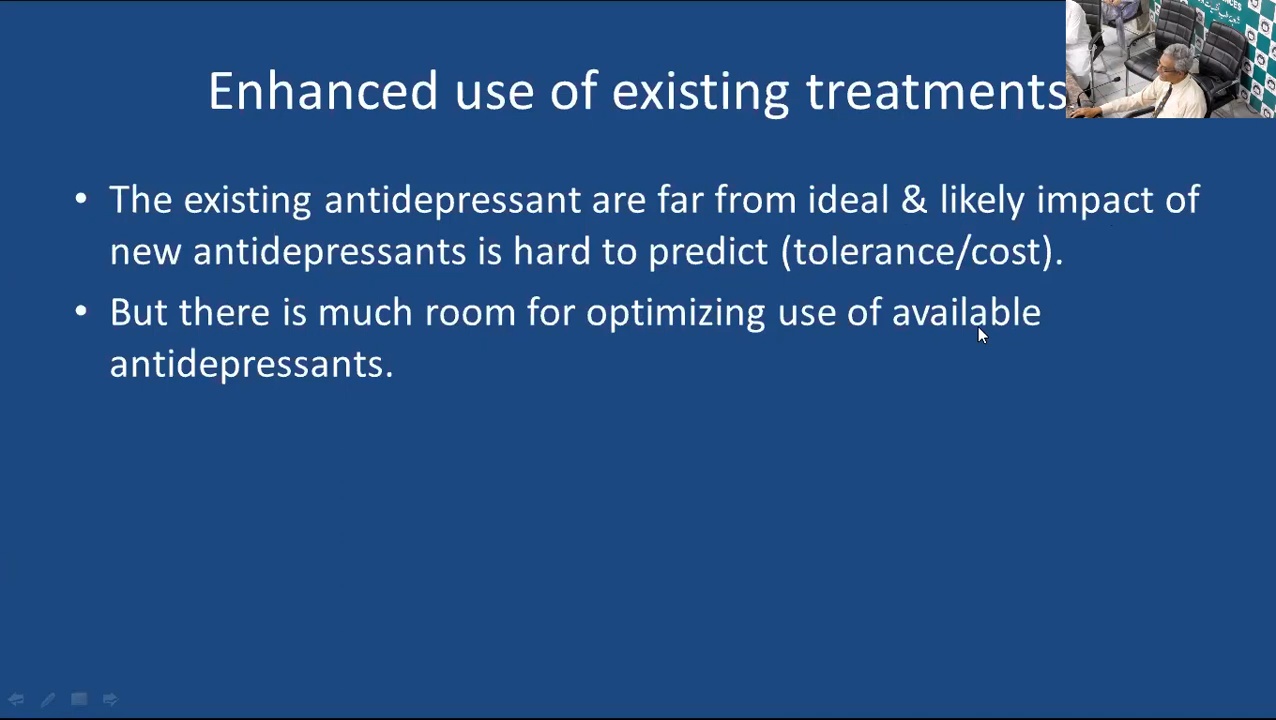 Enhanced use of existing treatments
• The existing antidepressant are far from ideal & likely impact of
new antidepressants is hard to predict (tolerance/cost).
• But there is much room for optimizing use of available
antidepressants.